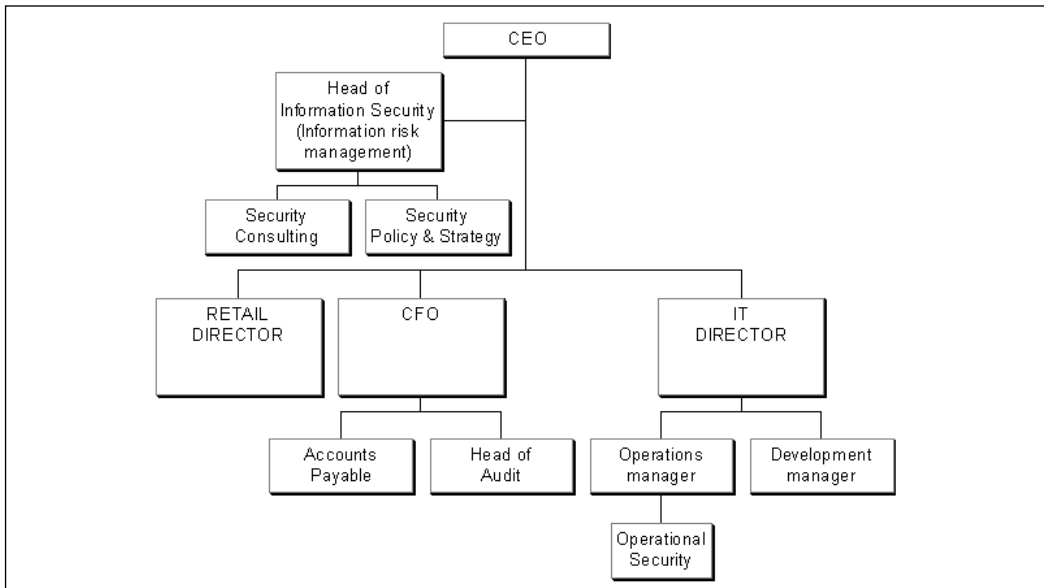 CEO
Head of
Information Security
(Information risk
management)
Security
Consulting
Security
Policy & Strategy
RETAIL
DIRECTOR
CFO
IT
DIRECTOR
Accounts
Payable
Head of
Audit
Operations
manager
Development
manager
Operational
Security